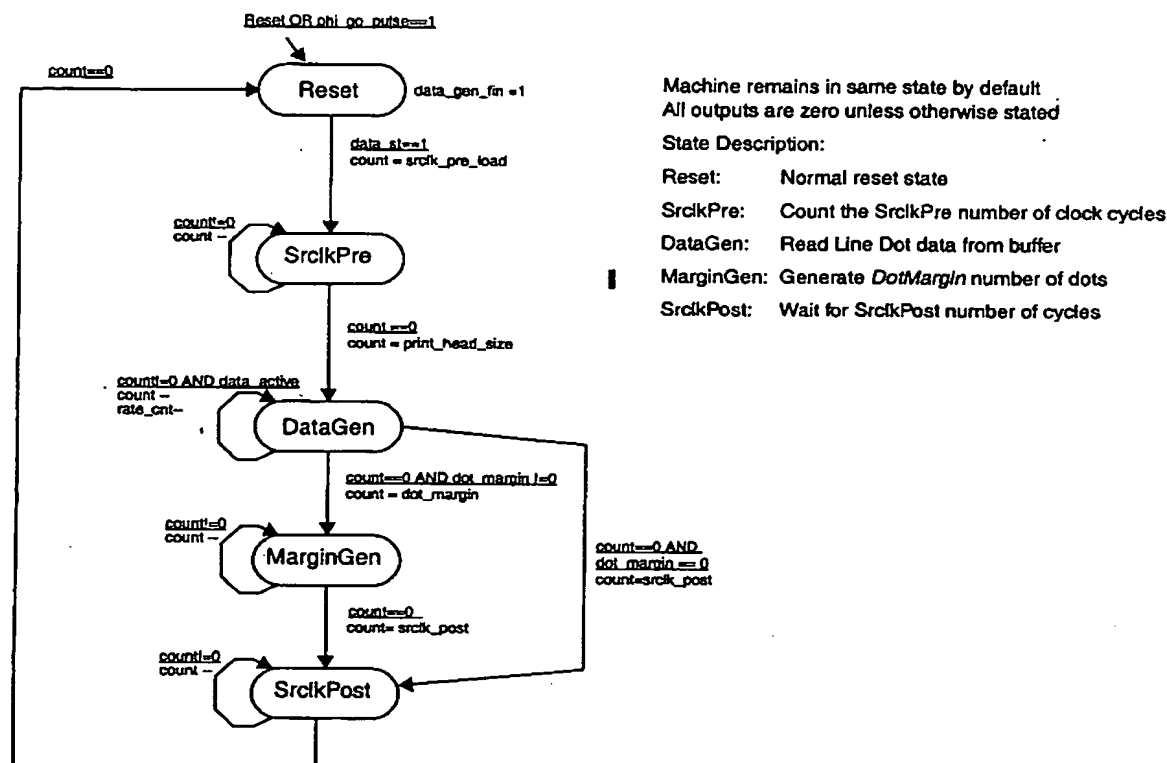 Reset OR phi_go_pulse==1
count==0
Reset
data_gen_fin =1
data_st==1
count = srclk_pre_load
count!=0
count --
SrclkPre
count ==0
count = print_head_size
count!=0 AND data_active
count --
rate_cnt--
DataGen
count==0 AND dot_margin !=0
count = dot_margin
count!=0
count --
MarginGen
count==0 AND
dot_margin == 0
count=srclk_post
count==0
count= srclk_post
count!=0
count --
SrclkPost
Machine remains in same state by default
All outputs are zero unless otherwise stated
State Description:
Reset: Normal reset state
SrclkPre: Count the SrclkPre number of clock cycles
DataGen: Read Line Dot data from buffer
MarginGen: Generate DotMargin number of dots
SrclkPost: Wait for SrclkPost number of cycles